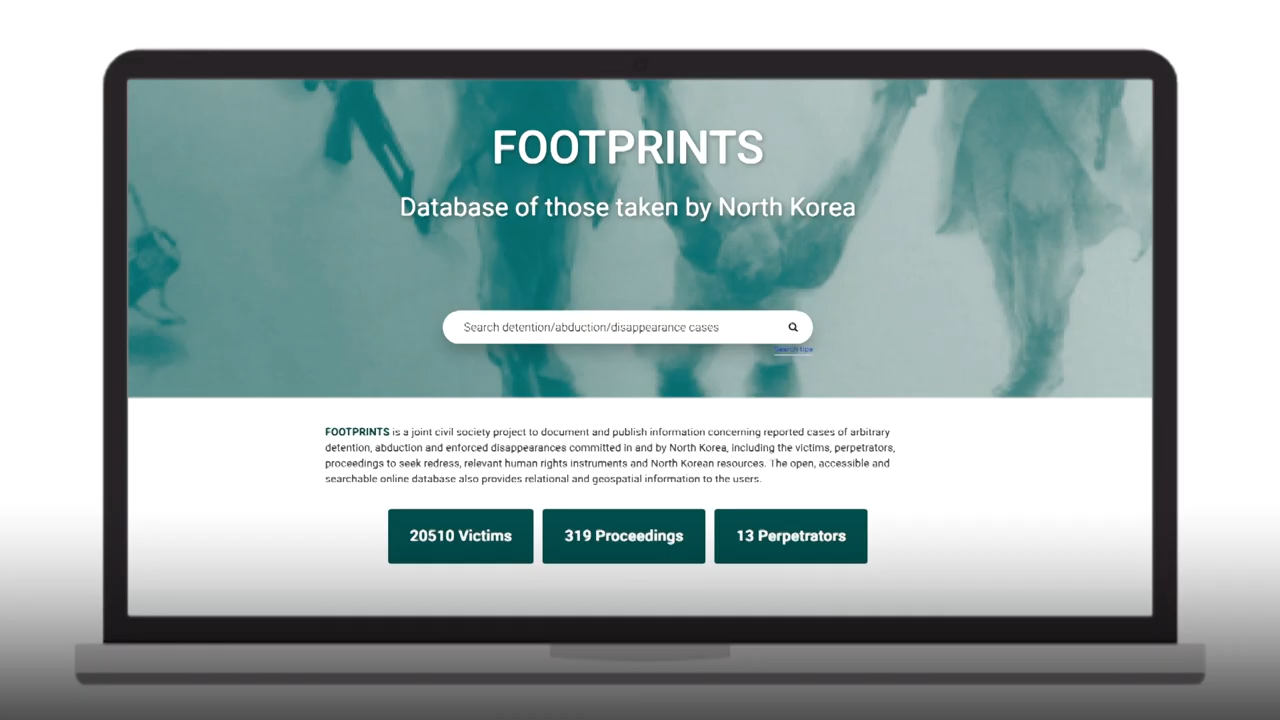 FOOTPRINTS
Database of those taken by North Korea
Search detention/abduction/disappearance cases
Search tips
FOOTPRINTS is a joint civil society project to document and publish information concerning reported cases of arbitrary
detention, abduction and enforced disappearances committed in and by North Korea, including the victims, perpetrators,
proceedings to seek redress, relevant human rights instruments and North Korean resources. The open, accessible and
searchable online database also provides relational and geospatial information to the users.
20510 Victims
319 Proceedings
13 Perpetrators